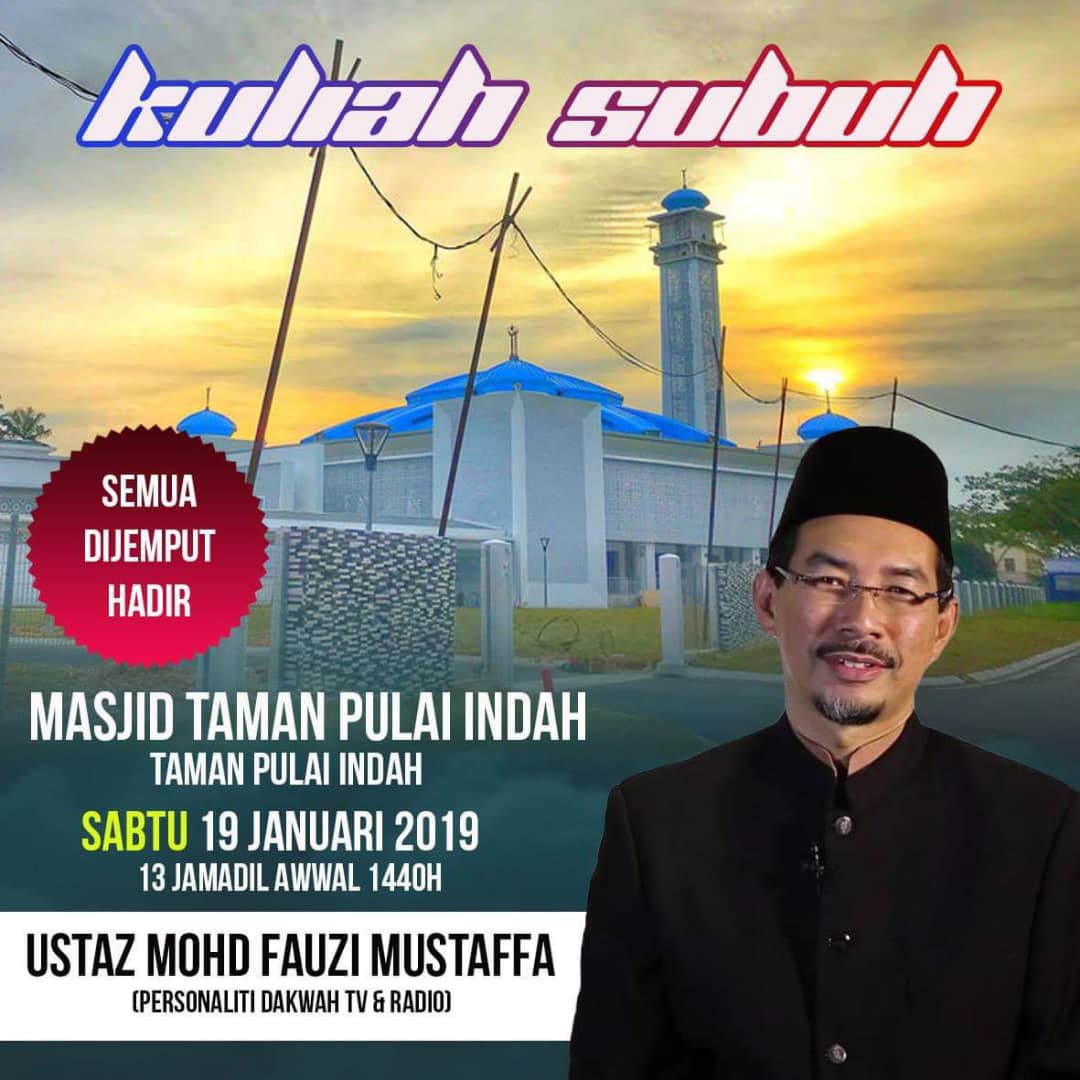 kuliah subuh
SEMUA
DIJEMPUT
HADIR
MASJID TAMAN PULAI INDAH
TAMAN PULAI INDAH
SABTU 19 JANUARI 2019
13 JAMADIL AWWAL 1440H
USTAZ MOHD FAUZI MUSTAFFA
(PERSONALITI DAKWAH TV & RADIO)